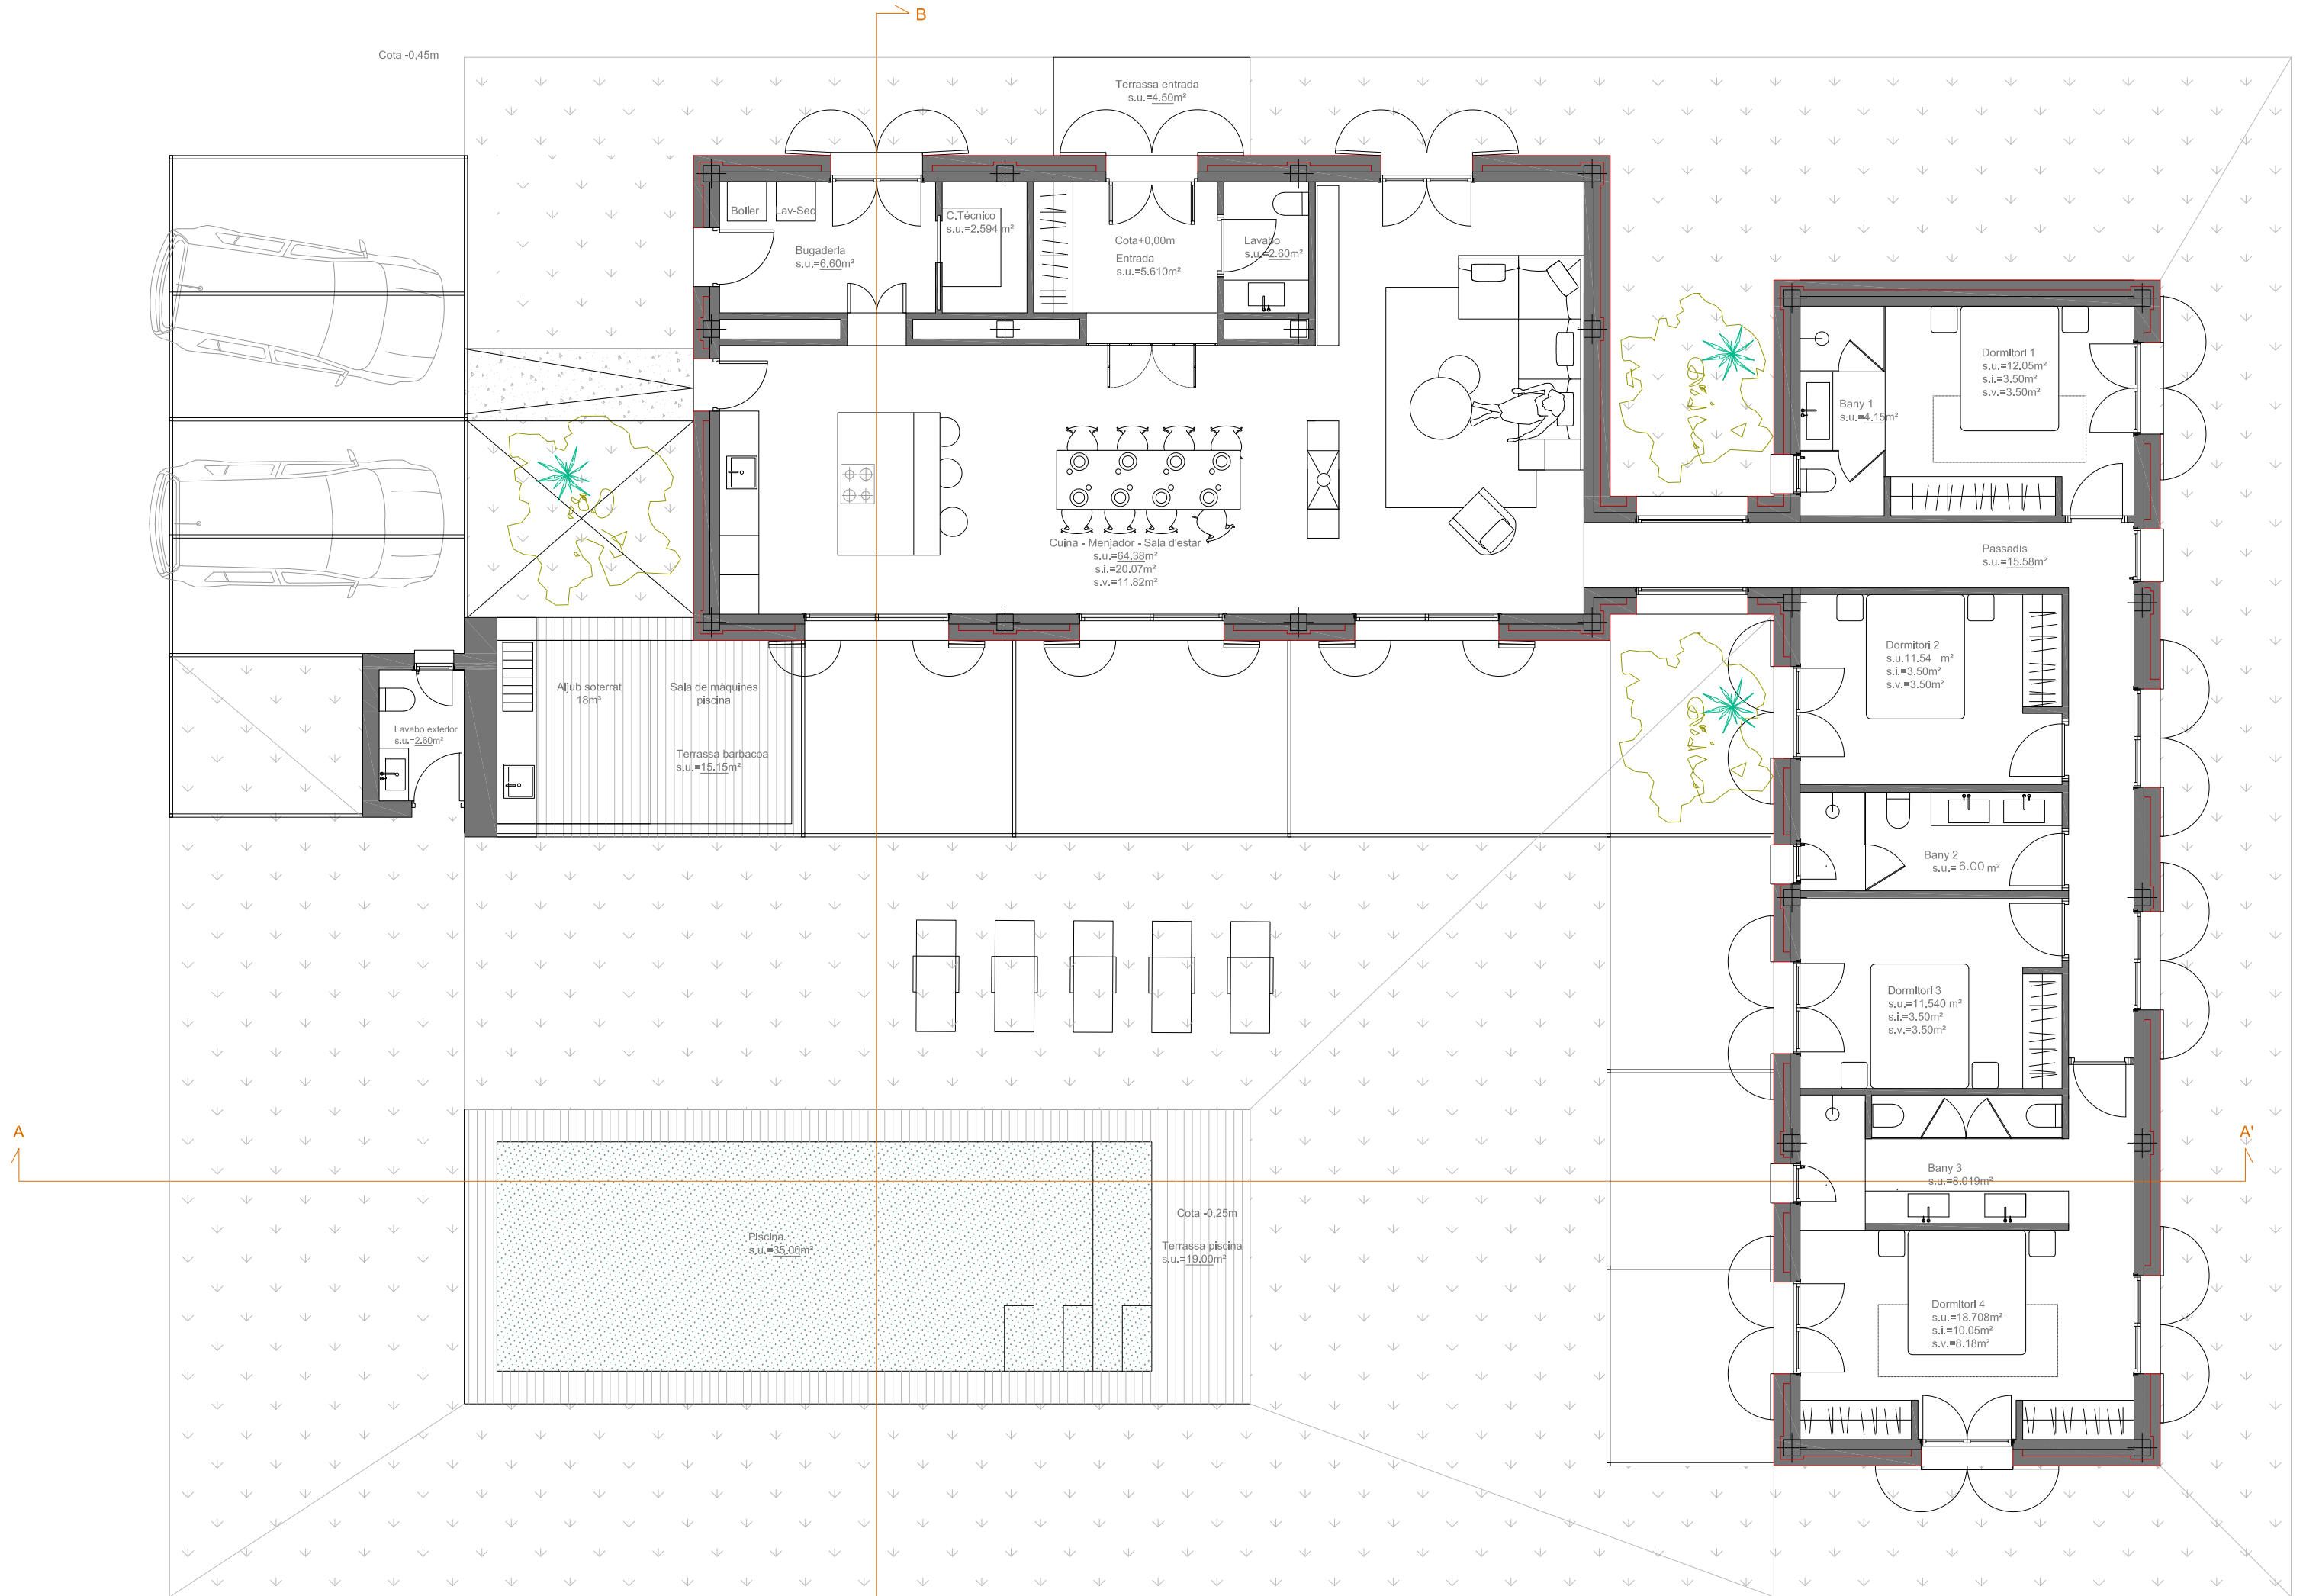 B
Cota -0,45m
Terrassa entrada
s.u.=4.50m²
Boiler
Lav-Sec
C.Técnico
s.u.=2.594 m²
Bugaderia
s.u.=6.60m²
Cota+0,00m
Entrada
s.u.=5.610m²
Lavabo
s.u.=2.60m²
Dormitori 1
s.u.=12.05m²
s.i.=3.50m²
s.v.=3.50m²
Bany 1
s.u.=4.15m²
Cuina - Menjador - Sala d'estar
s.u.=64.38m²
s.i.=20.07m²
s.v.=11.82m²
Passadís
s.u.=15.58m²
Dormitori 2
s.u.11.54 m²
s.i.=3.50m²
s.v.=3.50m²
Aljub soterrat
18m³
Sala de màquines
piscina
Lavabo exterior
s.u.=2.60m²
Terrassa barbacoa
s.u.=15.15m²
Bany 2
s.u.= 6.00 m²
Dormitori 3
s.u.=11.540 m²
s.i.=3.50m²
s.v.=3.50m²
A
A'
Bany 3
s.u.=8.019m²
Cota -0,25m
Piscina
s.u.=35.00m²
Terrassa piscina
s.u.=19.00m²
Dormitori 4
s.u.=18.708m²
s.i.=10.05m²
s.v.=8.18m²